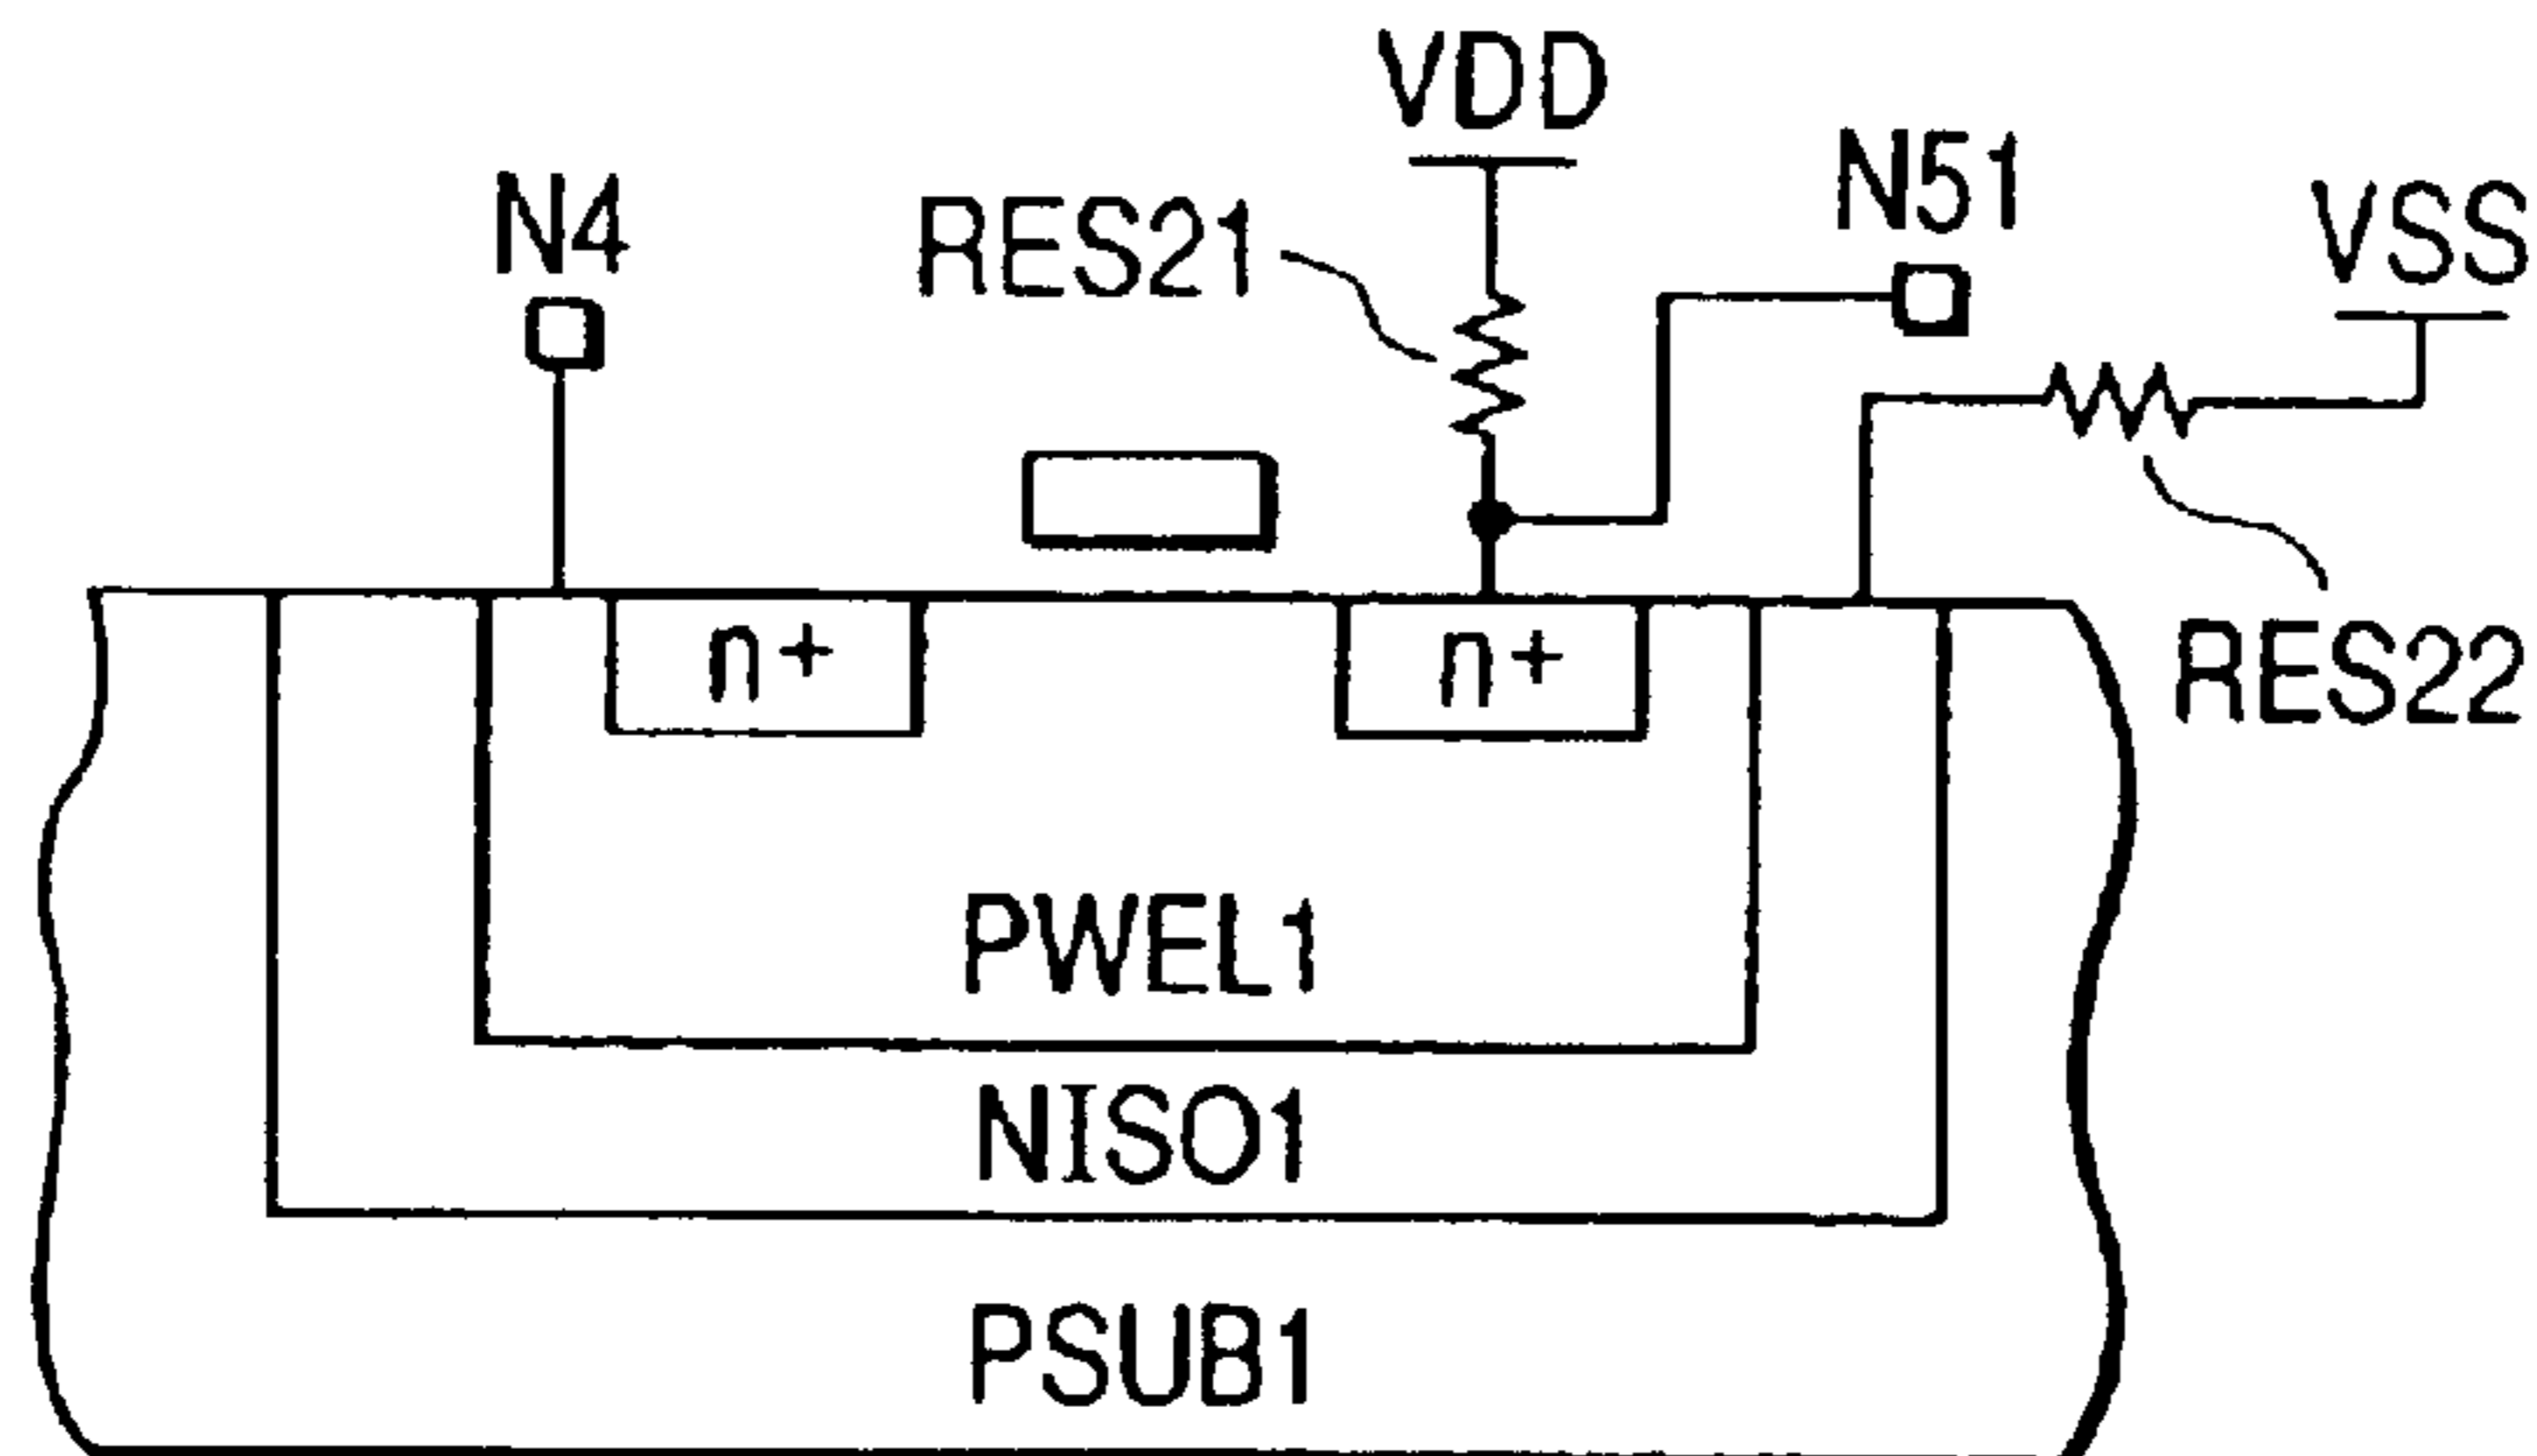 VDD
N51
N4
RES21
VSS
n+
n+
RES22
PWEL1
NISO1
PSUB1